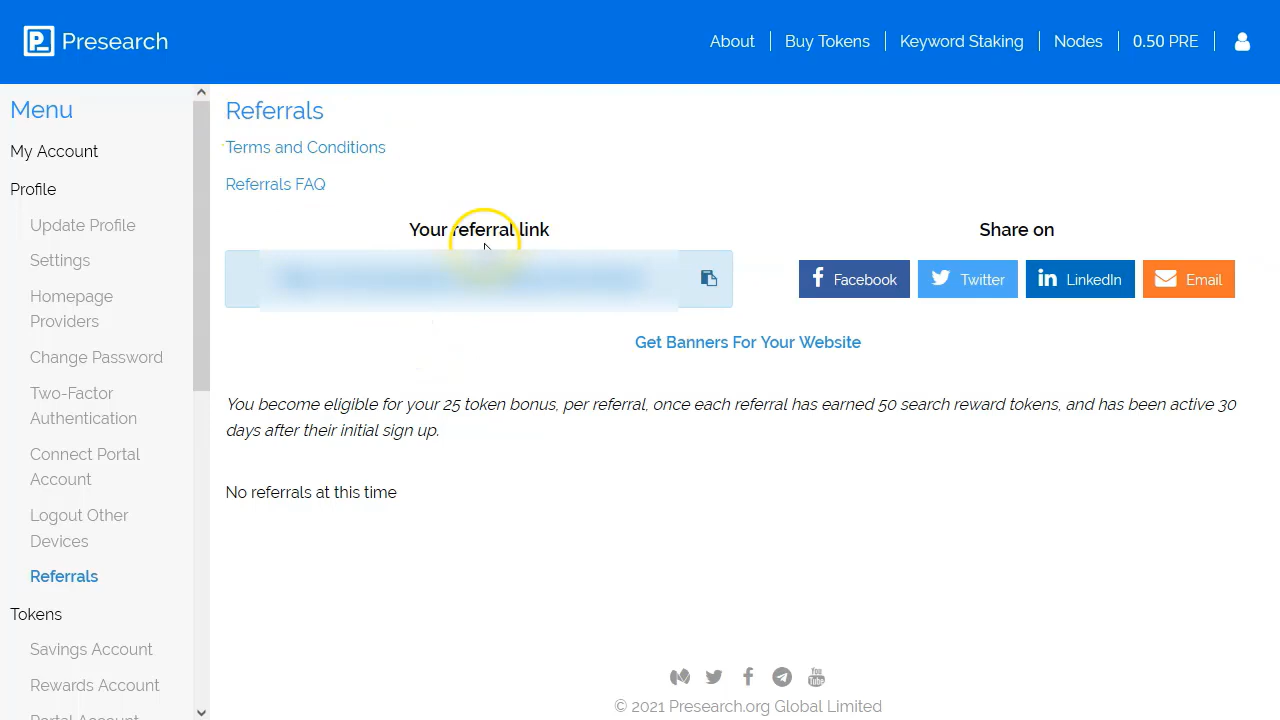 Presearch
About
Buy Tokens
Keyword Staking
Nodes
0.50 PRE
Menu
My Account
Profile
Update Profile
Settings
Homepage
Providers
Change Password
Two-Factor
Authentication
Connect Portal
Account
Logout Other
Devices
Referrals
Tokens
Savings Account
Rewards Account
Portal Account
Referrals
Terms and Conditions
Referrals FAQ
Your referral link
Share on
Facebook
Twitter
LinkedIn
Email
Get Banners For Your Website
You become eligible for your 25 token bonus, per referral, once each referral has earned 50 search reward tokens, and has been active 30
days after their initial sign up.
No referrals at this time
© 2021 Presearch.org Global Limited